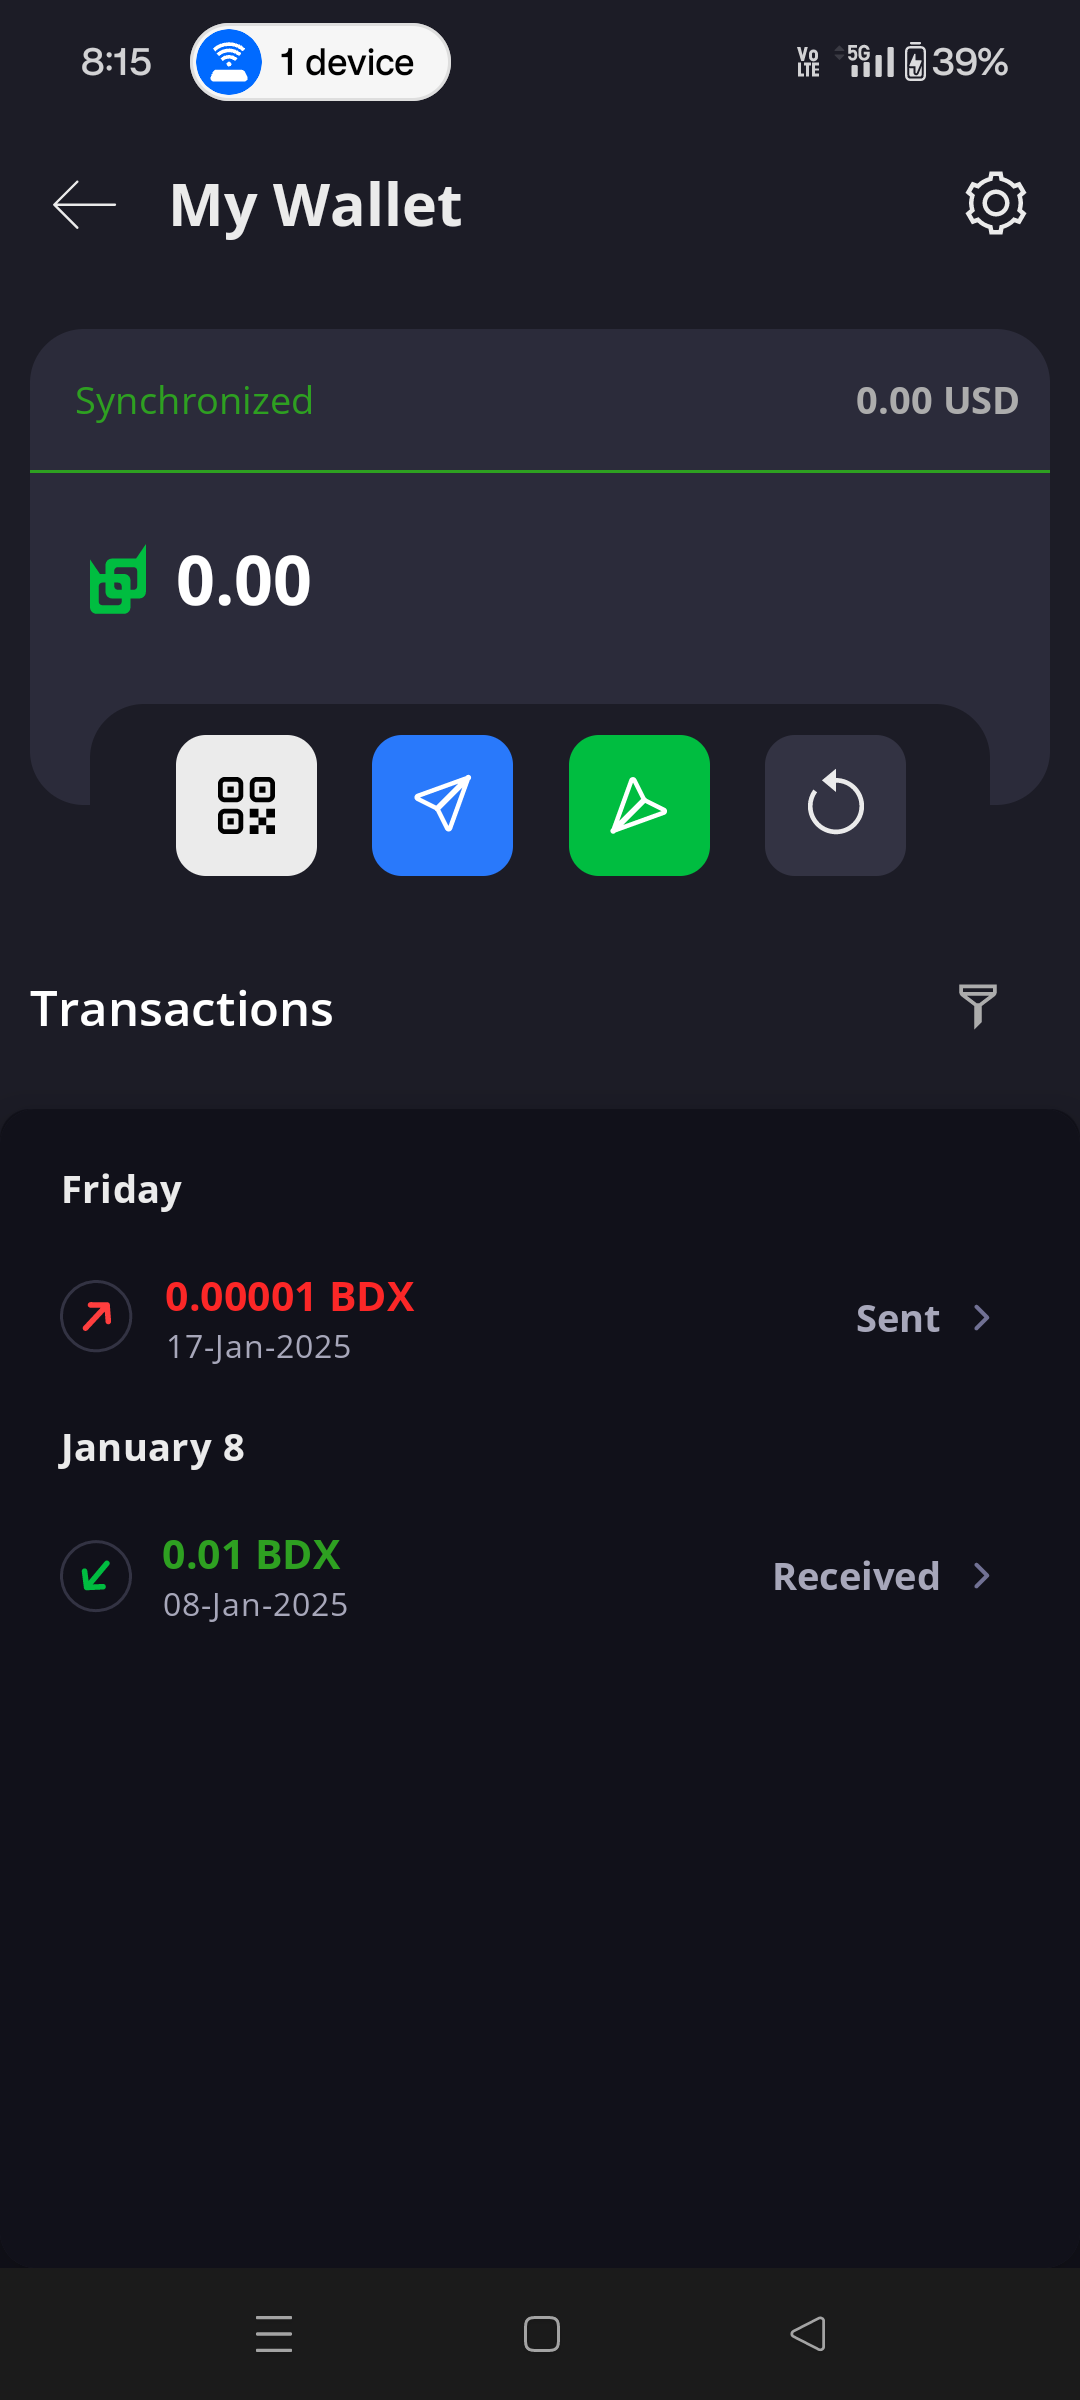 8:15
1 device
Vo
LTE
5G
39%
My Wallet
Synchronized
0.00 USD
0.00
Transactions
Friday
0.00001 BDX
17-Jan-2025
Sent
January 8
0.01 BDX
08-Jan-2025
Received